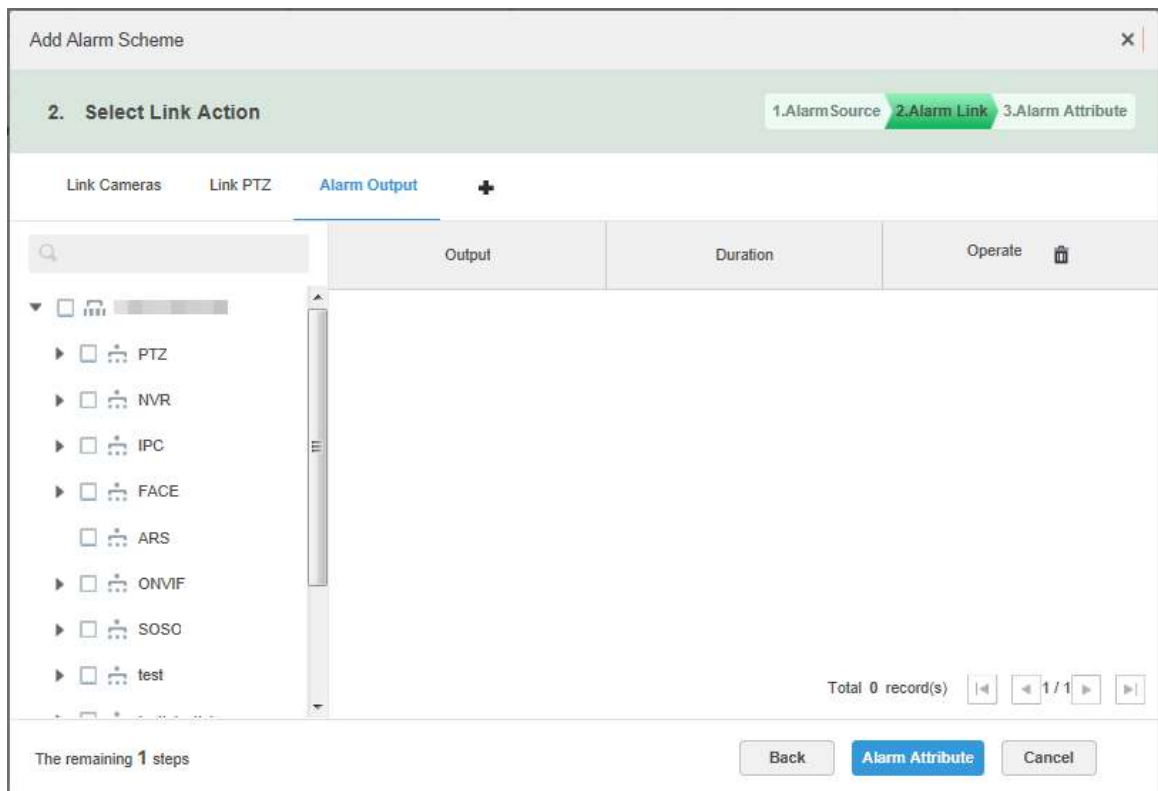 Add Alarm Scheme
2. Select Link Action
1.Alarm Source 2.Alarm Link 3.Alarm Attribute
Link Cameras Link PTZ Alarm Output
Output Duration Operate
PTZ
NVR
IPC
FACE
ARS
ONVIF
SOSO
test
Total 0 record(s) 1 / 1
The remaining 1 steps
Back Alarm Attribute Cancel